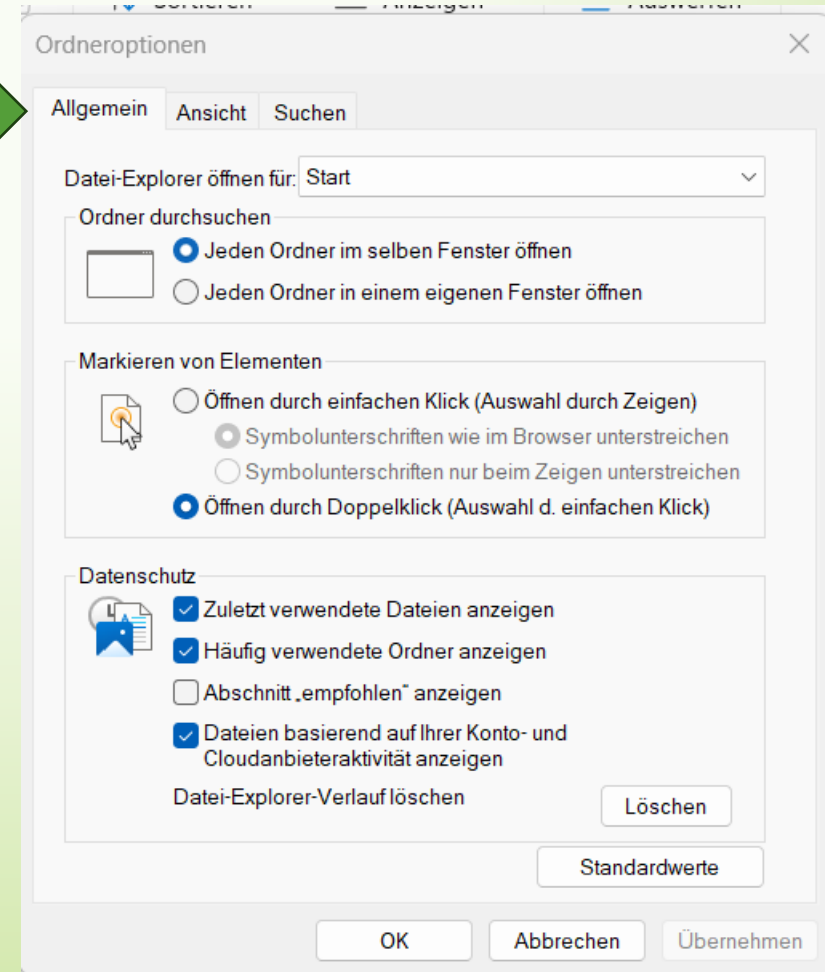 Sortieren Anzeigen Auswerfen
Ordneroptionen
Allgemein Ansicht Suchen
Datei-Explorer öffnen für: Start
Ordner durchsuchen
Jeden Ordner im selben Fenster öffnen
Jeden Ordner in einem eigenen Fenster öffnen
Markieren von Elementen
Öffnen durch einfachen Klick (Auswahl durch Zeigen)
Symbolunterschriften wie im Browser unterstreichen
Symbolunterschriften nur beim Zeigen unterstreichen
Öffnen durch Doppelklick (Auswahl d. einfachen Klick)
Datenschutz
Zuletzt verwendete Dateien anzeigen
Häufig verwendete Ordner anzeigen
Abschnitt „empfohlen“ anzeigen
Dateien basierend auf Ihrer Konto- und
Cloudanbieteraktivität anzeigen
Datei-Explorer-Verlauf löschen Löschen
Standardwerte
OK Abbrechen Übernehmen